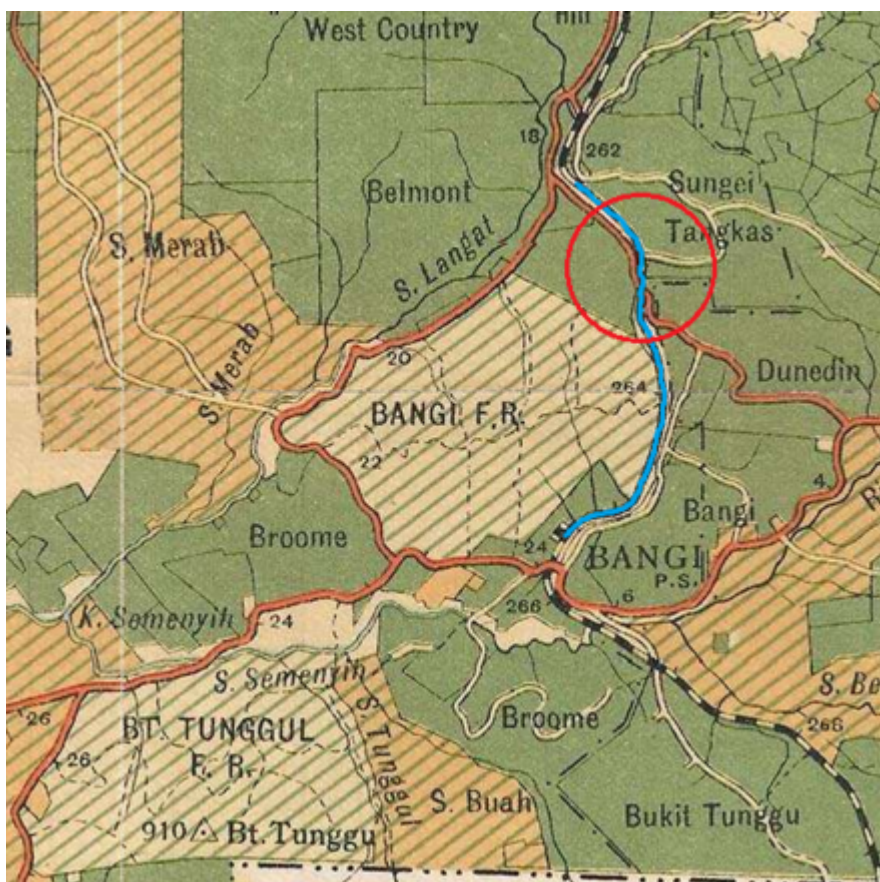 Hill
West Country
18
262
Belmont
Sungei
Tangkas
S. Merab
S. Langat
S. Merab
20
264
Dunedin
BANGI F.R.
22
4
Bangi
Broome
24
BANGI
P.S.
K. Semenyih
24
266
6
S. Semenyih
26
BT. TUNGGUL
F. R.
S. Tunggul
Broome
S. Be
268
26
S. Buah
Bukit Tunggu
910 Bt. Tunggu